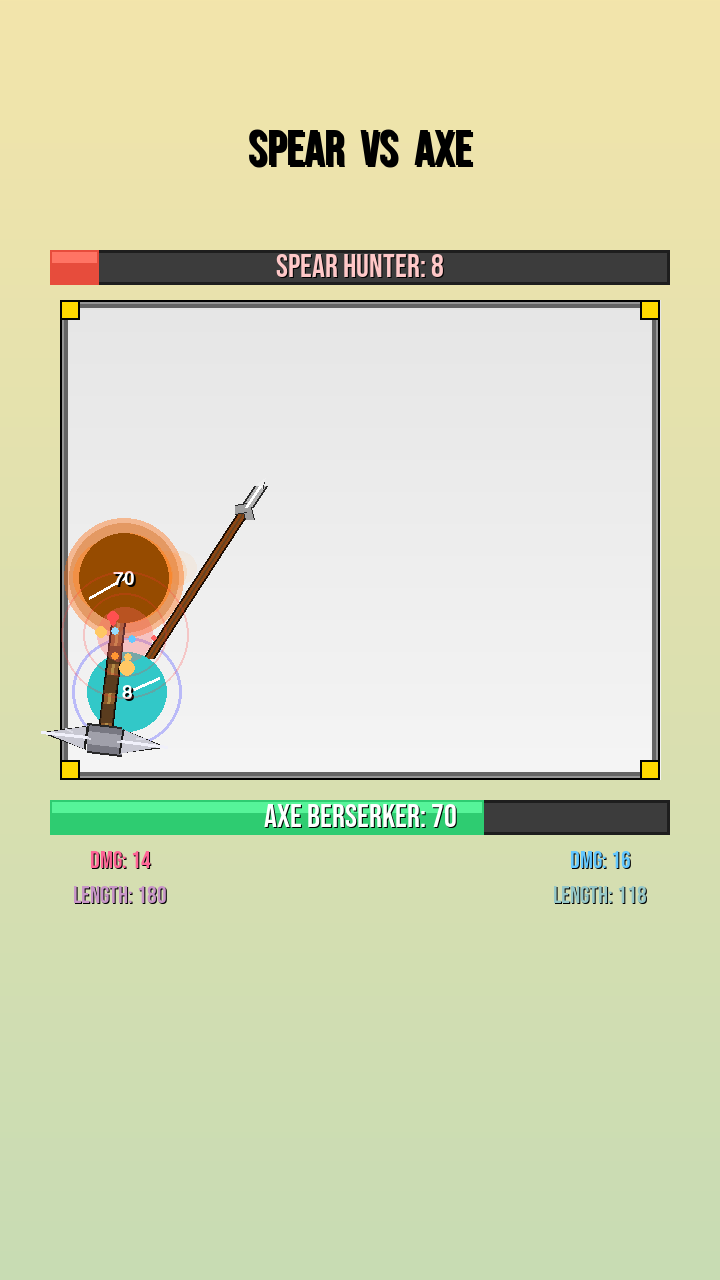 SPEAR VS AXE
SPEAR HUNTER: 8
70
8
AXE BERSERKER: 70
DMG: 14
DMG: 16
LENGTH: 180
LENGTH: 118